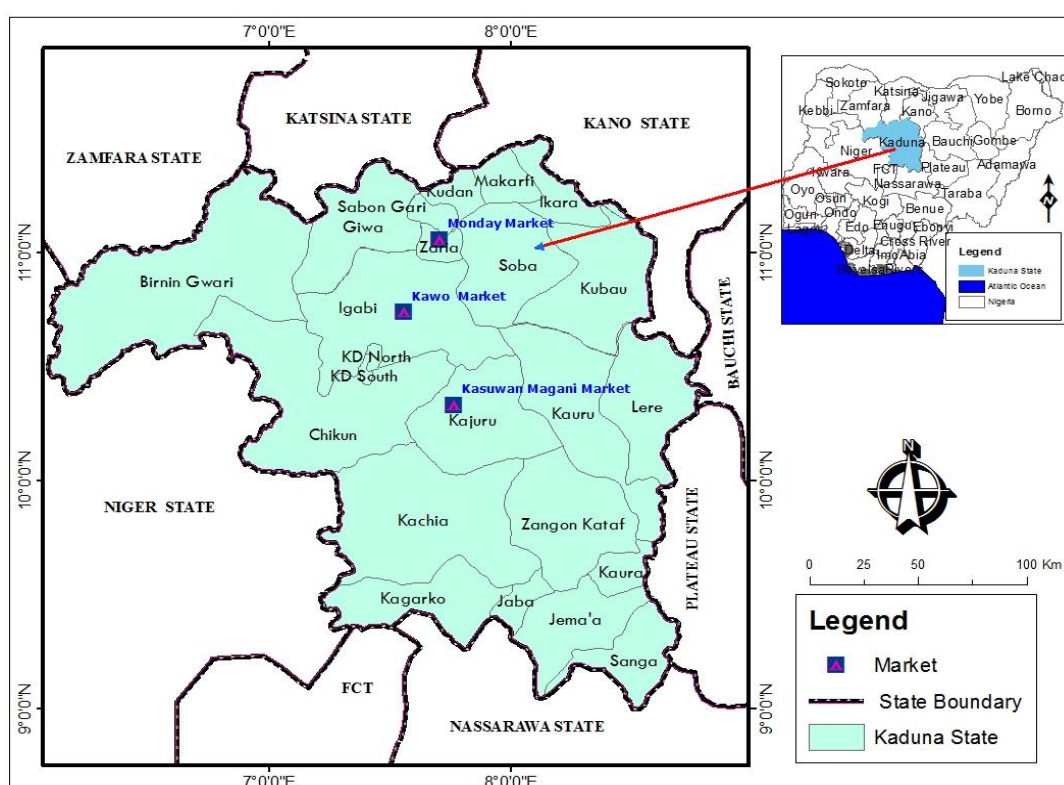 7°0'0"E
8°0'0"E
KATSINA STATE
KANO STATE
ZAMFARA STATE
Makarfi
Kudan
Ikara
Sabon Gari
Giwa
Monday Market
Zaria
11°0'0"N
11°0'0"N
Soba
Birnin Gwari
Kubau
Igabi
Kawo Market
BAUCHI STATE
KD North
KD South
Kasuwan Magani Market
Kajuru
Kauru
Lere
Chikun
10°0'0"N
10°0'0"N
NIGER STATE
Kachia
Zangon Kataf
PLATEAU STATE
Kaura
Kagarko
Jaba
Jema'a
Sanga
FCT
NASSARAWA STATE
9°0'0"N
9°0'0"N
7°0'0"E
8°0'0"E
Lake Chad
Sokoto
Katsina
Jigawa
Yobe
Kebbi
Zamfara
Kano
Borno
Kaduna
Bauchi
Gombe
Niger
Adamawa
Kwara
FCT
Plateau
Nassarawa
Taraba
Oyo
Osun
Kogi
Benue
Ogun
Ondo
Edo
Enugu
Ebonyi
Cross River
Delta
Imo
Abia
N
Legend
Kaduna State
Atlantic Ocean
Nigeria
N
0 25 50 100 Km
Legend
Market
State Boundary
Kaduna State